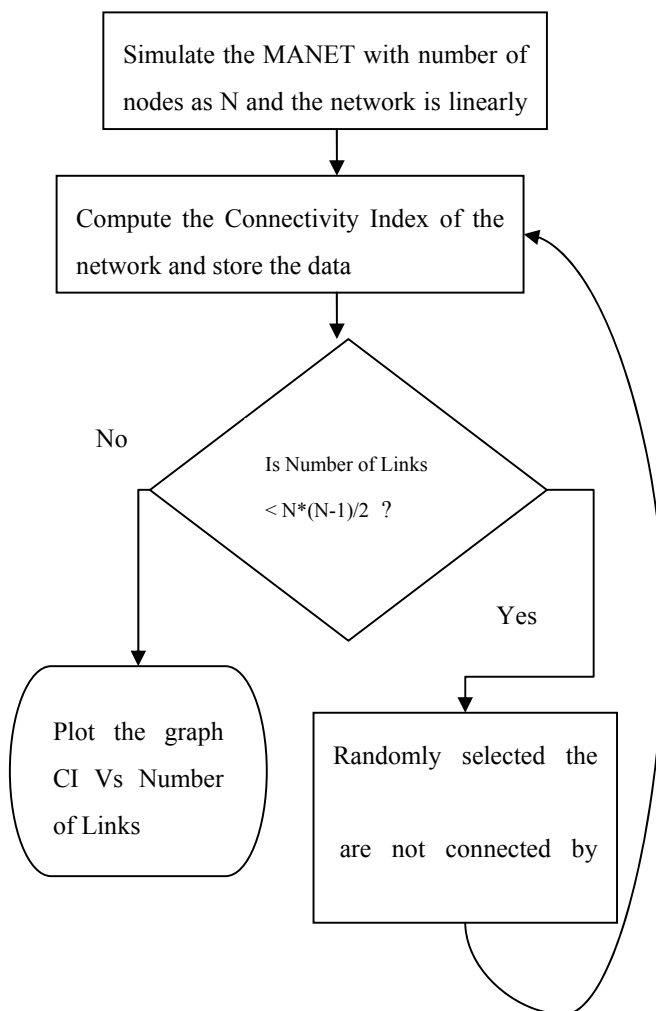 Simulate the MANET with number of
nodes as N and the network is linearly
Compute the Connectivity Index of the
network and store the data
No
Is Number of Links
< N*(N-1)/2 ?
Yes
Plot the graph
CI Vs Number
of Links
Randomly selected the
are not connected by